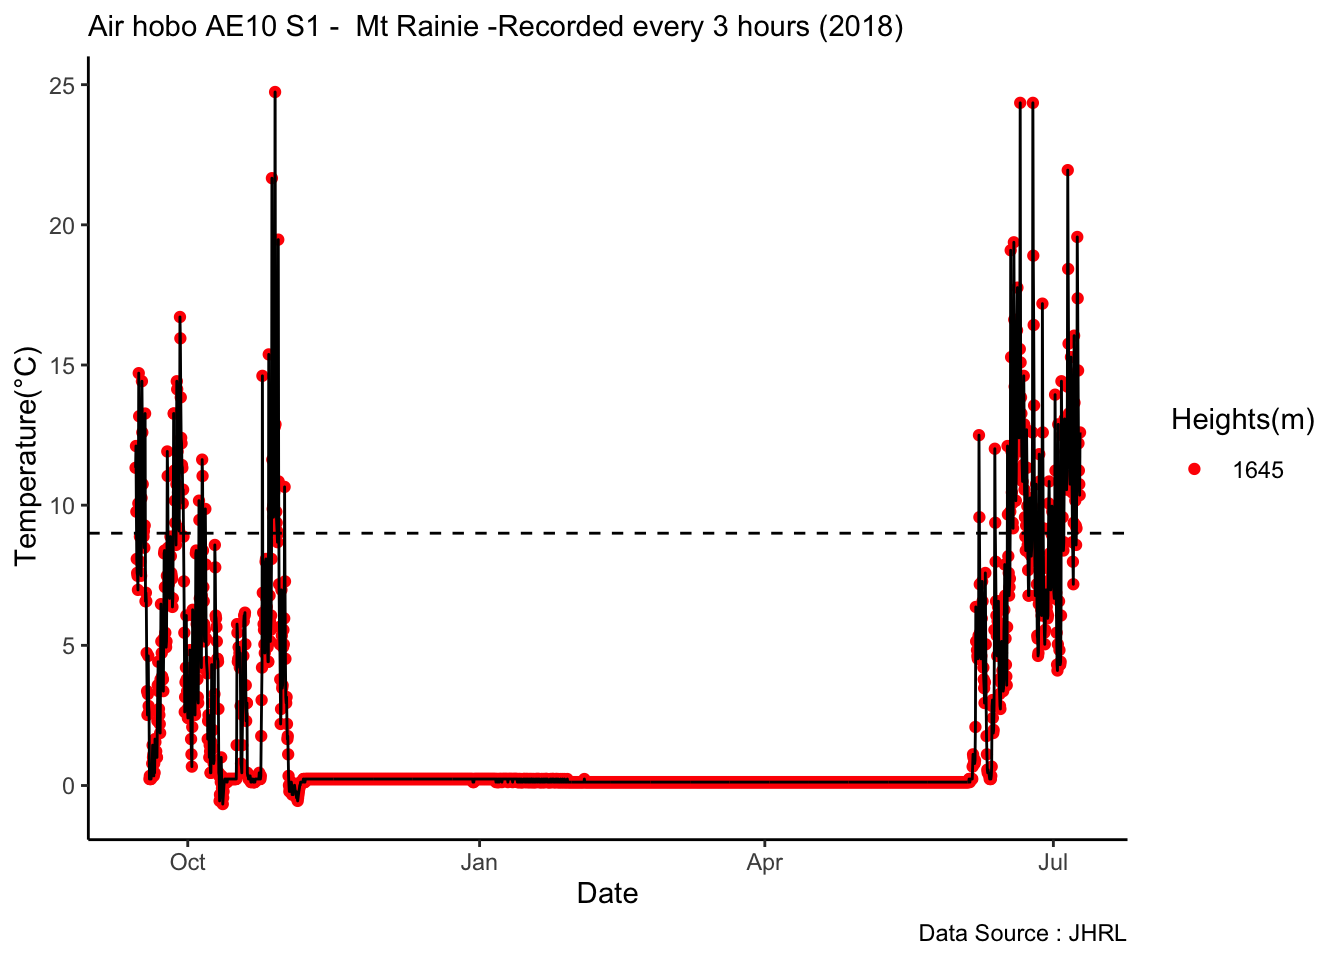 Air hobo AE10 S1 -  Mt Rainie -Recorded every 3 hours (2018)
25
20
15
10
5
0
Temperature(°C)
Oct
Jan
Apr
Jul
Date
Heights(m)
1645
Data Source : JHRL